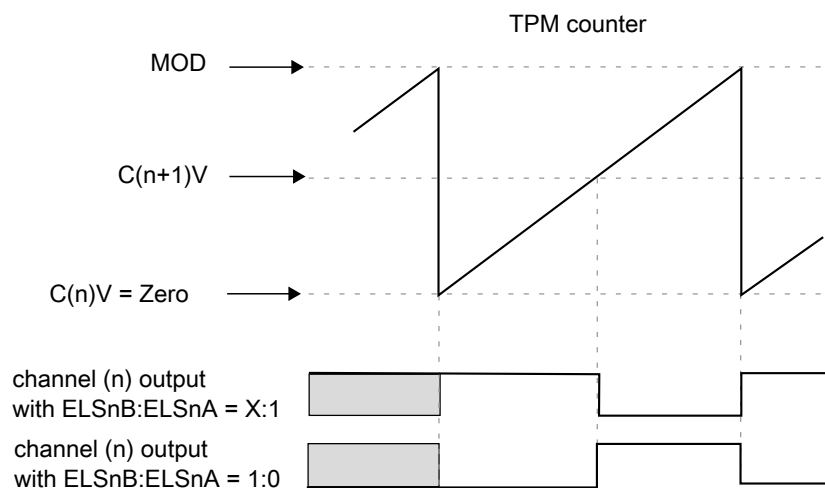 TPM counter
MOD
C(n+1)V
C(n)V = Zero
channel (n) output
with ELSnB:ELSnA = X:1
channel (n) output
with ELSnB:ELSnA = 1:0